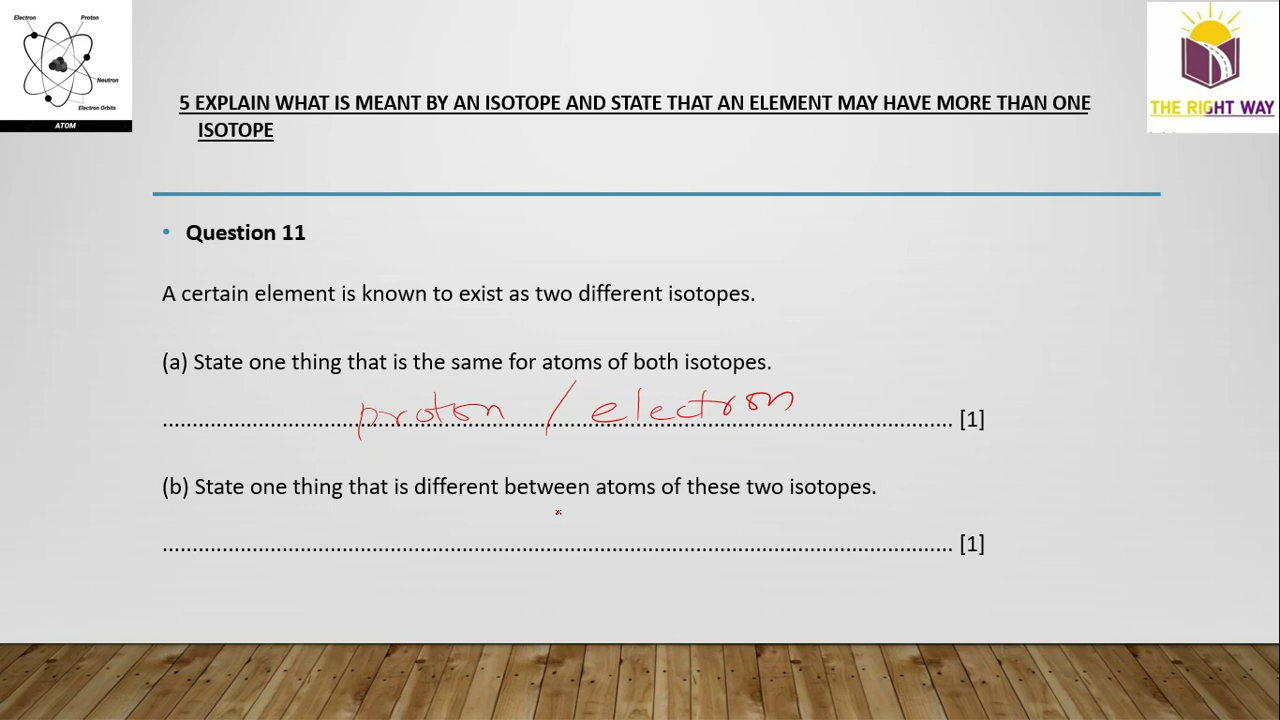 Electron
Proton
Neutron
Electron Orbits
ATOM
THE RIGHT WAY
5 EXPLAIN WHAT IS MEANT BY AN ISOTOPE AND STATE THAT AN ELEMENT MAY HAVE MORE THAN ONE
ISOTOPE
• Question 11
A certain element is known to exist as two different isotopes.
(a) State one thing that is the same for atoms of both isotopes.
proton / electron
.................................................................................................................................... [1]
(b) State one thing that is different between atoms of these two isotopes.
.................................................................................................................................... [1]